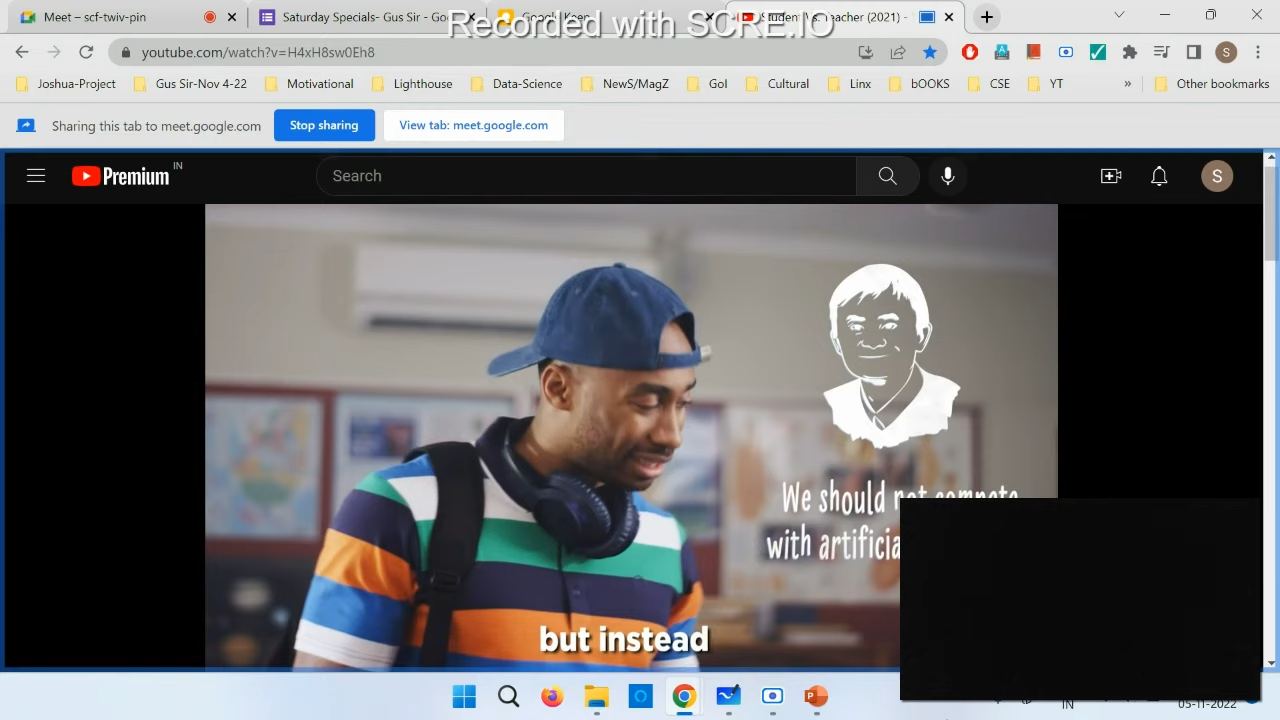 Recorded with SCRE.IO
Meet – scf-twiz-pin
Saturday Specials- Gus Sir - Goo
Student vs. Teacher (2021) -
youtube.com/watch?v=H4xH8sw0Eh8
Joshua-Project
Gus Sir-Nov 4-22
Motivational
Lighthouse
Data-Science
NewS/MagZ
GoI
Cultural
Linx
bOOKS
CSE
YT
Other bookmarks
Sharing this tab to meet.google.com
Stop sharing
View tab: meet.google.com
Premium IN
Search
S
We should not compete
with
but instead
IN
05-11-2022